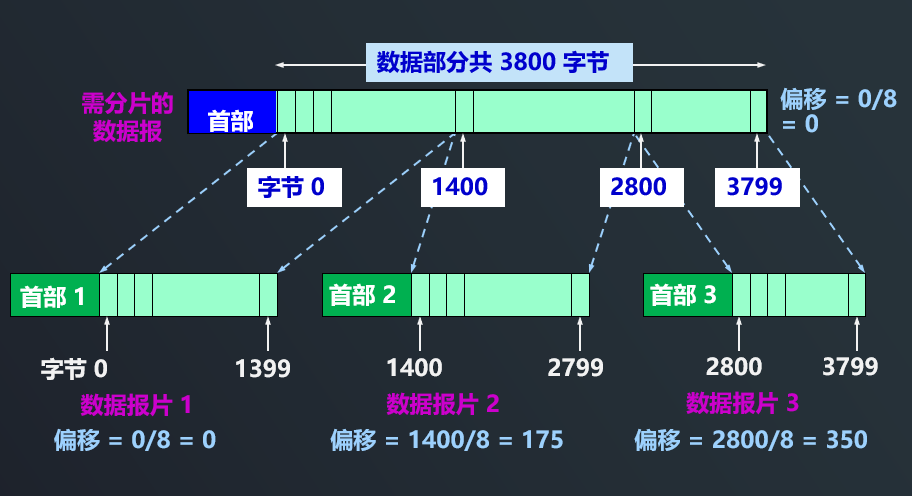 数据部分共 3800 字节
需分片的
数据报
首部
偏移 = 0/8
= 0
字节 0
1400
2800
3799
首部 1
首部 2
首部 3
字节 0
1399
1400
2799
2800
3799
数据报片 1
数据报片 2
数据报片 3
偏移 = 0/8 = 0
偏移 = 1400/8 = 175
偏移 = 2800/8 = 350